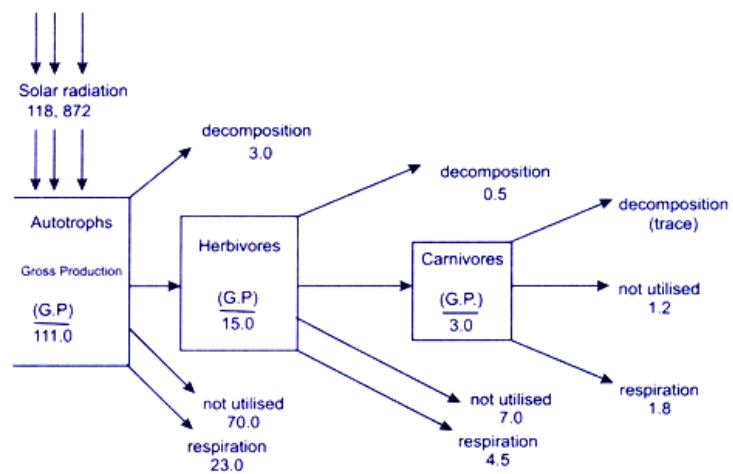 Solar radiation
118, 872
decomposition
3.0
Autotrophs
Gross Production
(G.P)
111.0
not utilised
70.0
respiration
23.0
Herbivores
(G.P)
15.0
decomposition
0.5
not utilised
7.0
respiration
4.5
Carnivores
(G.P.)
3.0
decomposition
(trace)
not utilised
1.2
respiration
1.8